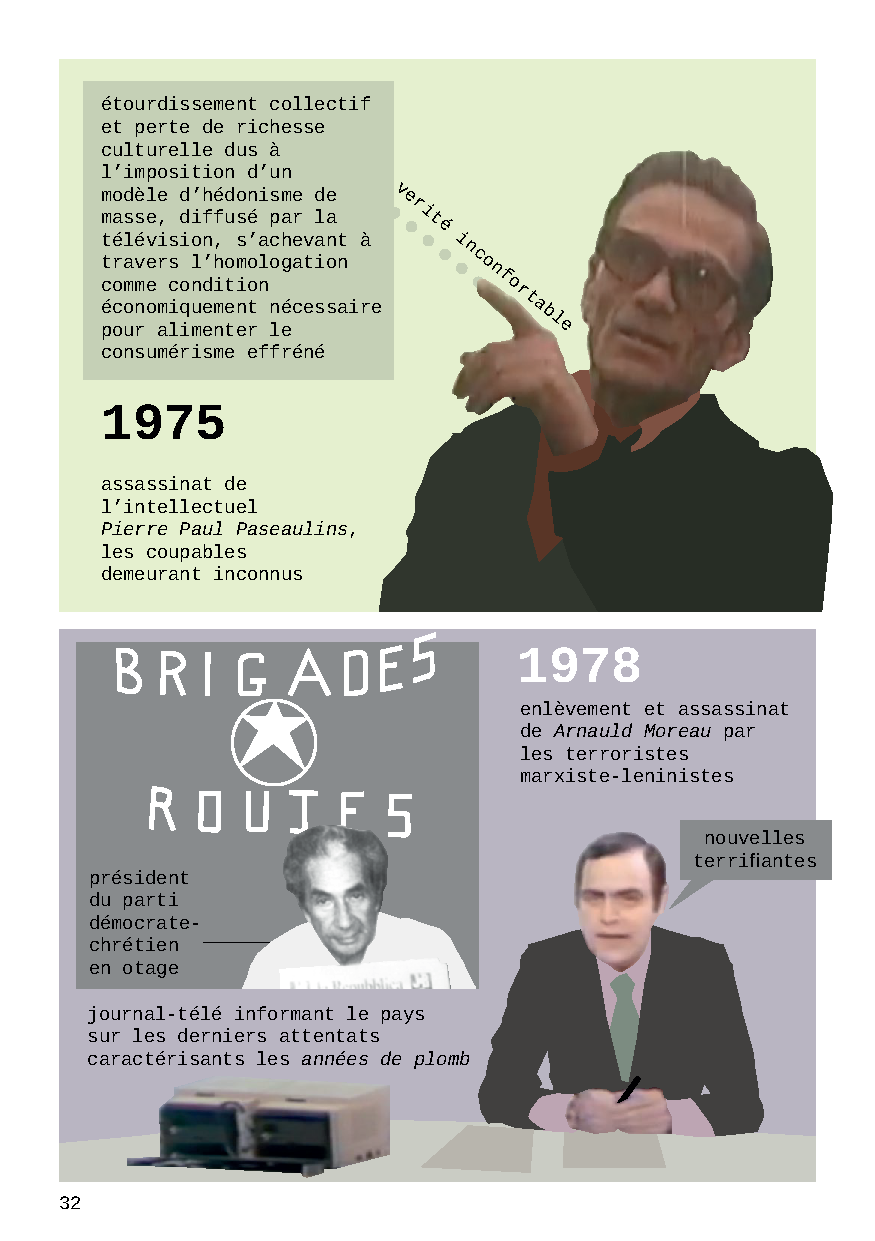 étourdissement collectif
et perte de richesse
culturelle dus à
l’imposition d’un
modèle d’hédonisme de
masse, diffusé par la
télévision, s’achevant à
travers l’homologation
comme condition
économiquement nécessaire
pour alimenter le
consumérisme effréné
verité inconfortable
1975
assassinat de
l’intellectuel
Pierre Paul Paseaulins,
les coupables
demeurant inconnus
BRIGADES
ROUTES
1978
enlèvement et assassinat
de Arnauld Moreau par
les terroristes
marxiste-leninistes
nouvelles
terrifiantes
président
du parti
démocrate-
chrétien
en otage
la Repubblica
journal-télé informant le pays
sur les derniers attentats
caractérisants les années de plomb
32